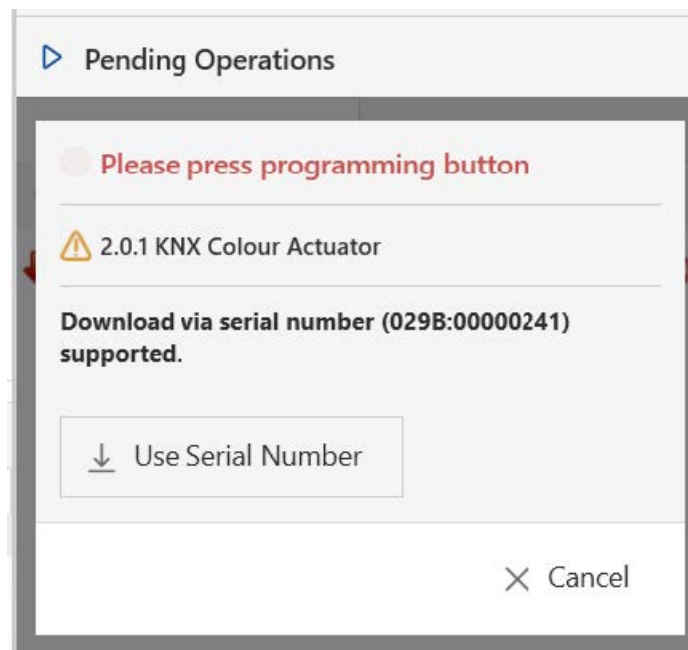 Pending Operations
Please press programming button
2.0.1 KNX Colour Actuator
Download via serial number (029B:00000241)
supported.
Use Serial Number
Cancel